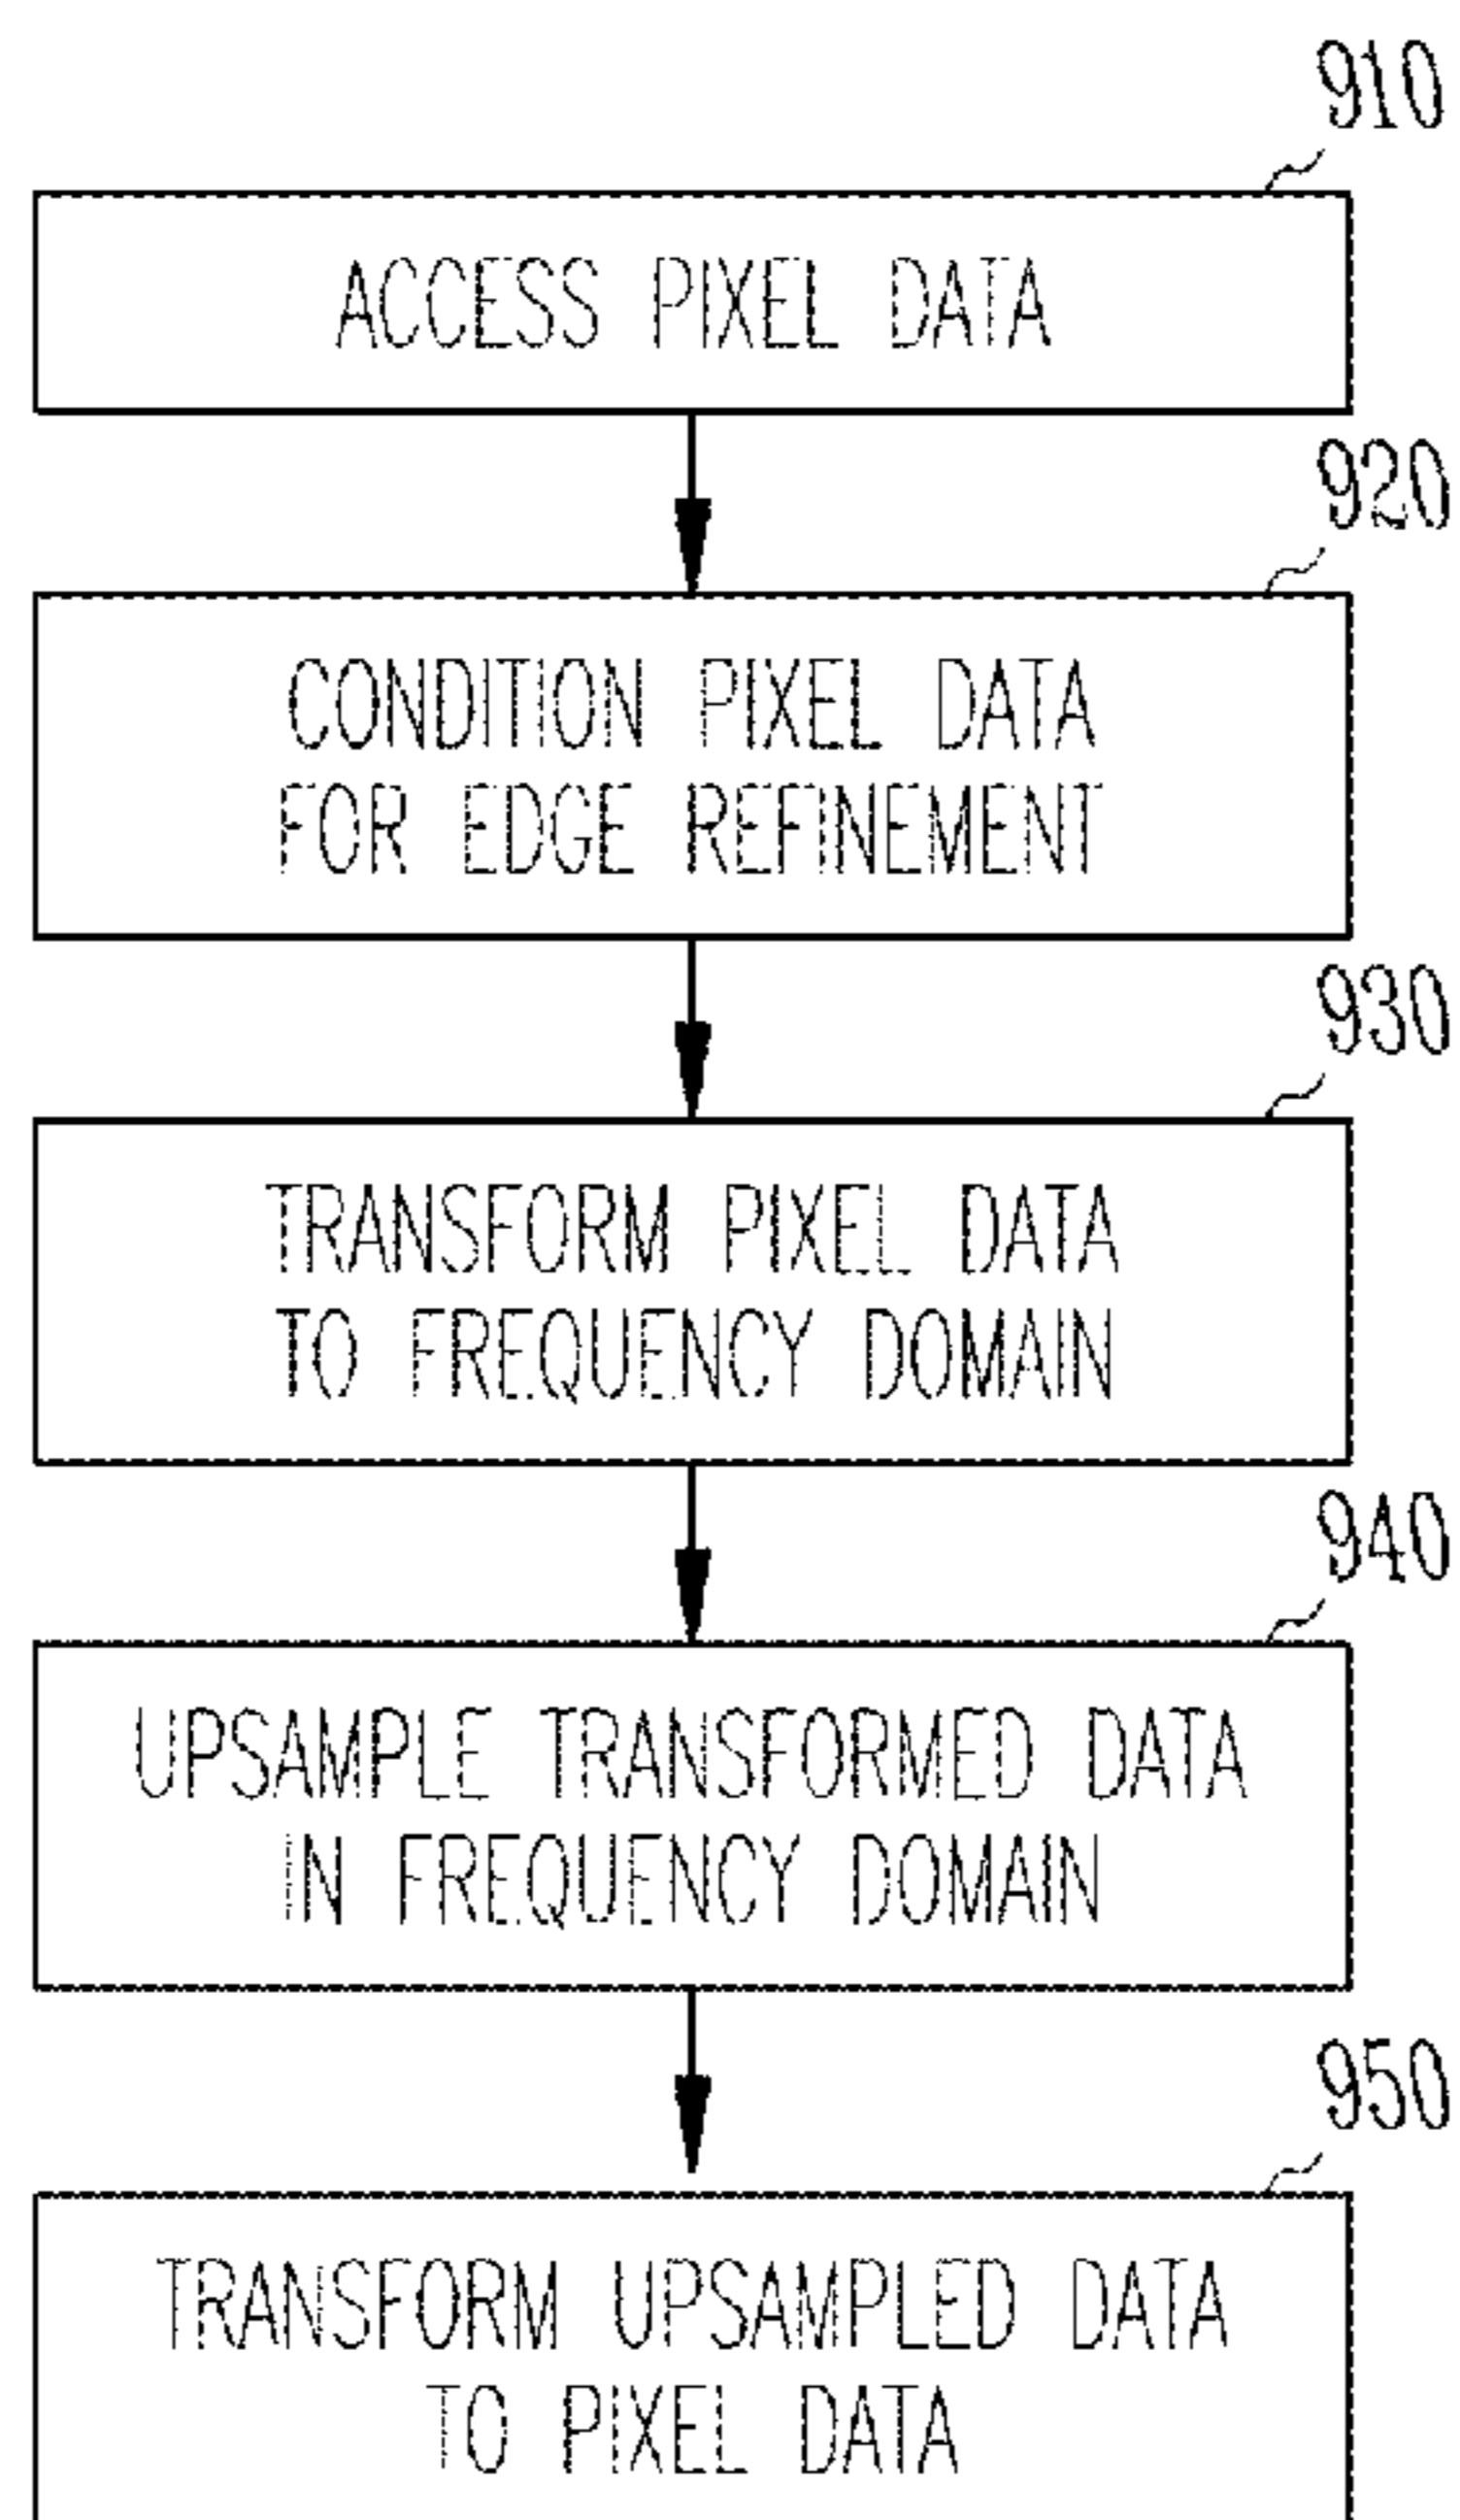 910
ACCESS PIXEL DATA
920
CONDITION PIXEL DATA
FOR EDGE REFINEMENT
930
TRANSFORM PIXEL DATA
TO FREQUENCY DOMAIN
940
UPSAMPLE TRANSFORMED DATA
IN FREQUENCY DOMAIN
950
TRANSFORM UPSAMPLED DATA
TO PIXEL DATA